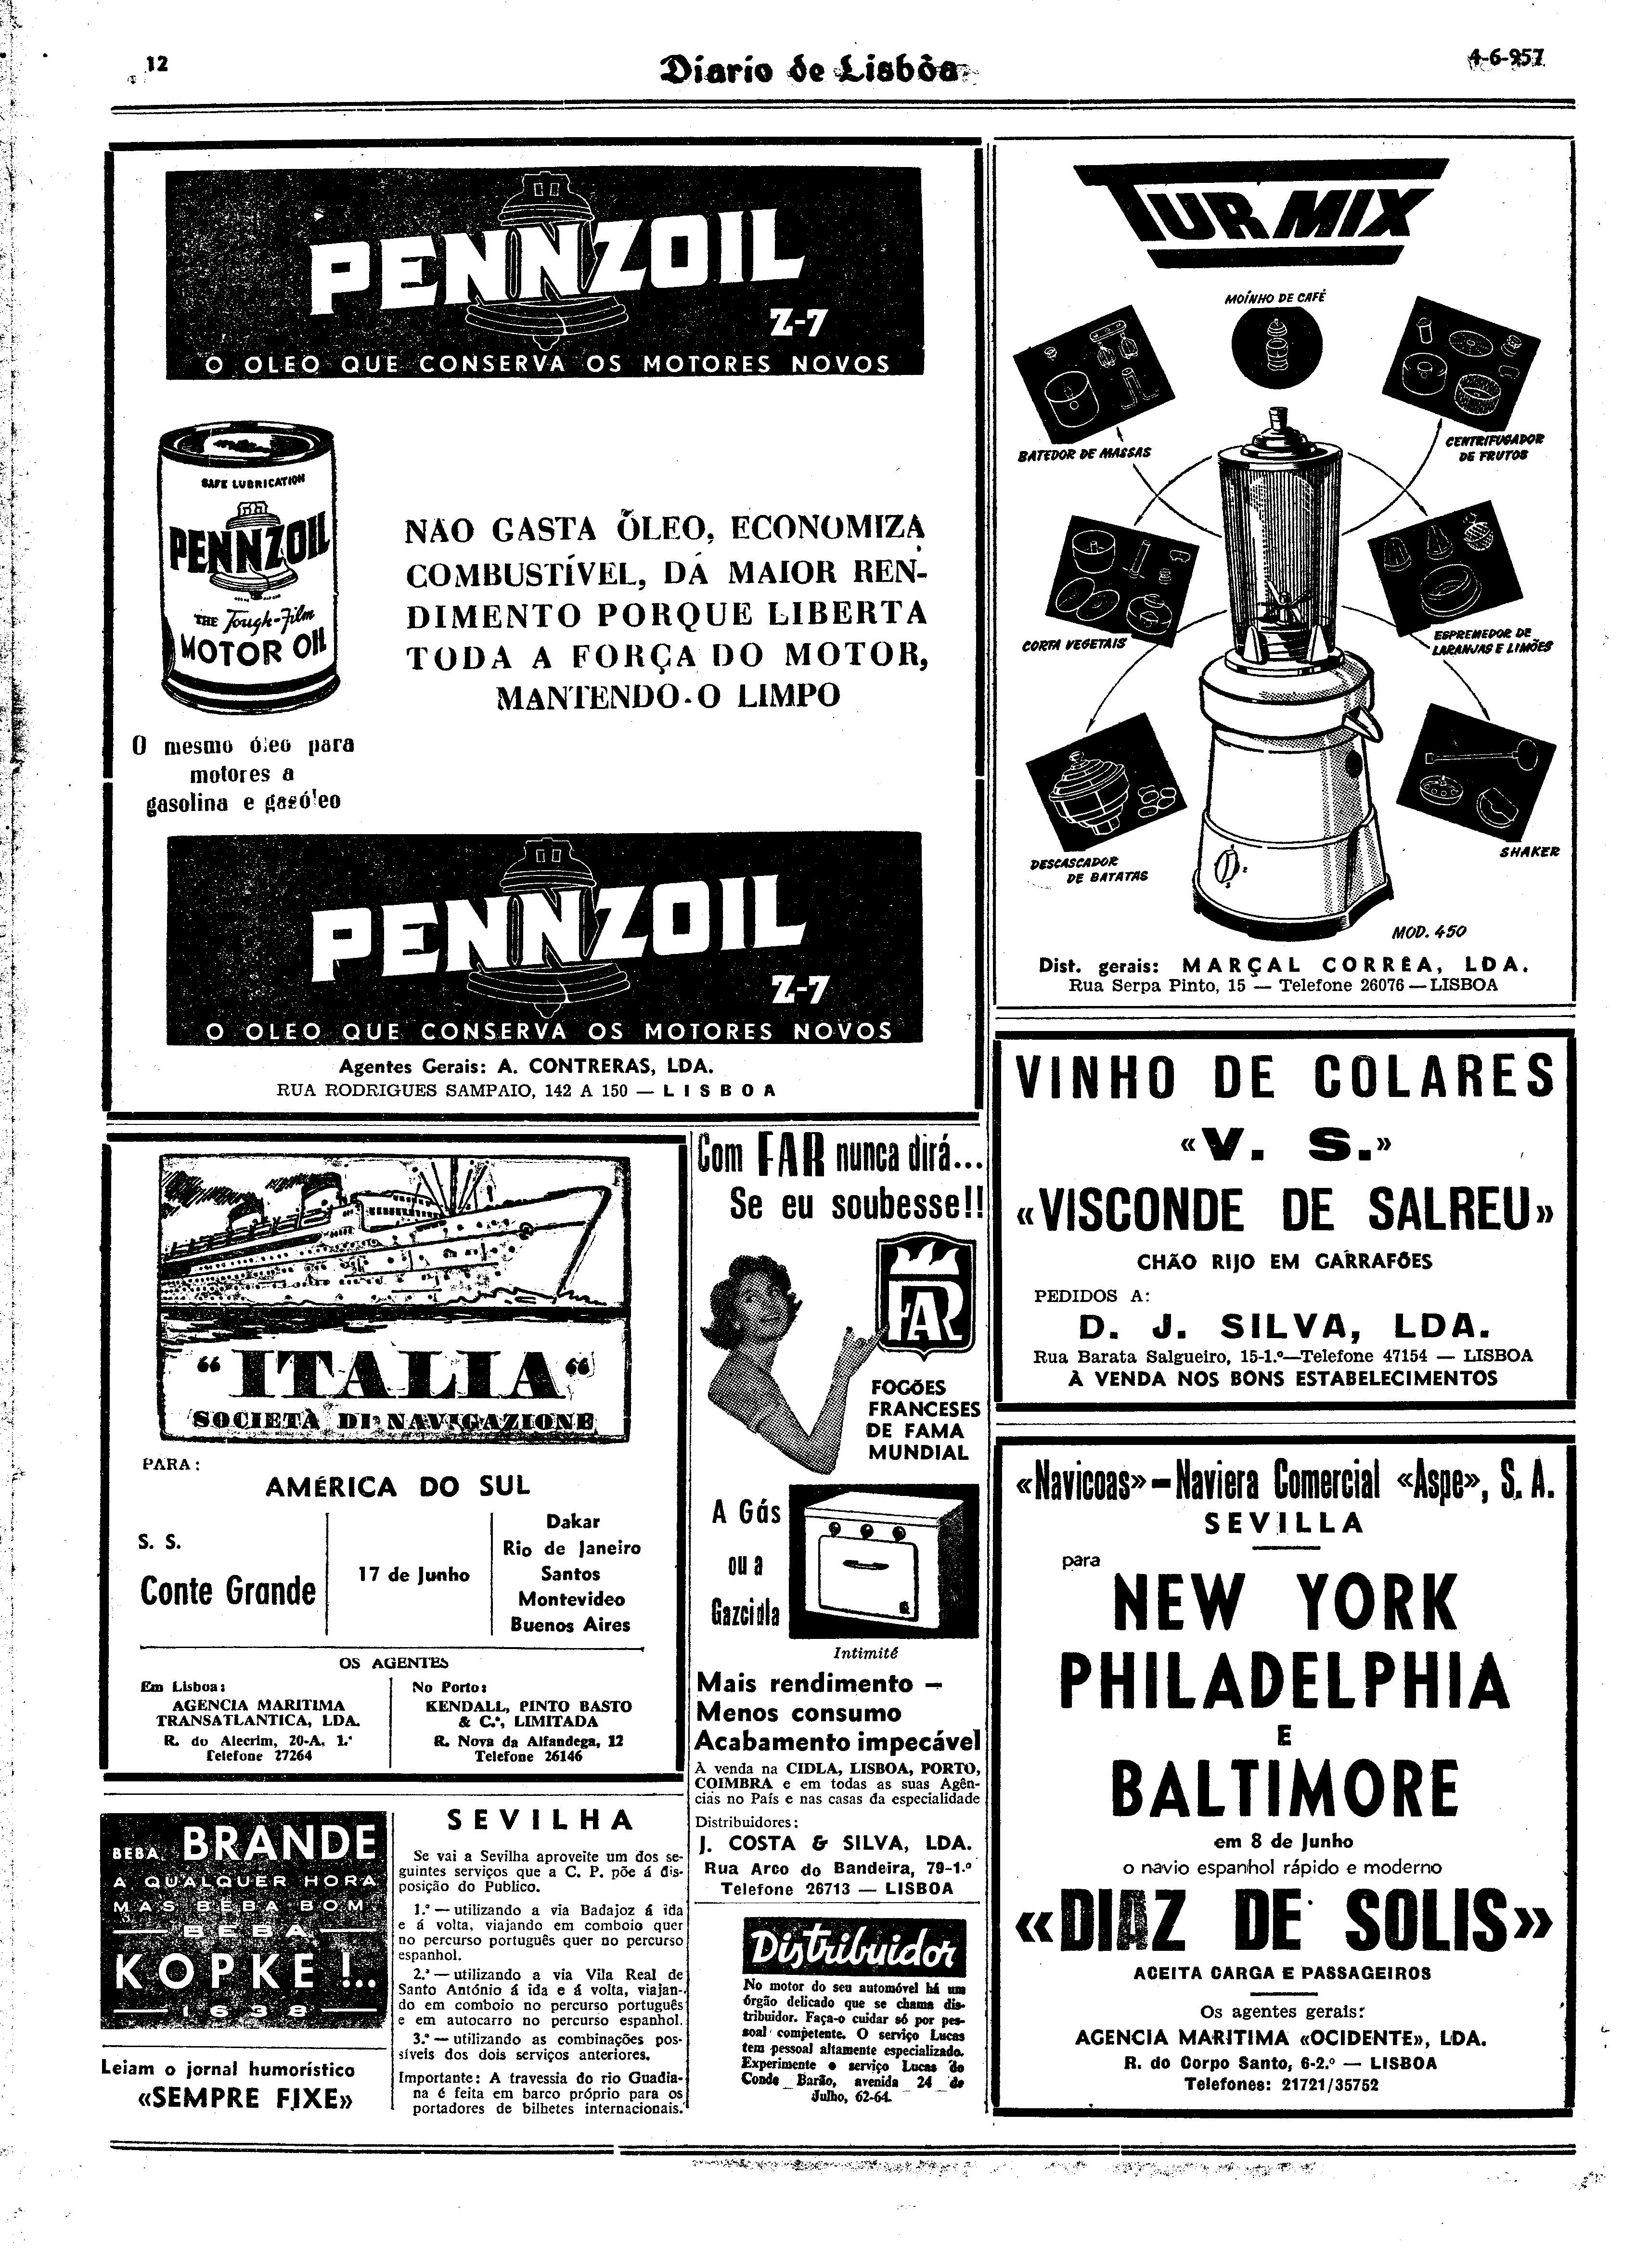 12
Diario de Lisbôa
4-6-957
PENNZOIL
Z-7
O OLEO QUE CONSERVA OS MOTORES NOVOS
SAFE LUBRICATION
PENNZOIL
THE Tough-Film
MOTOR OIL
NÃO GASTA ÓLEO, ECONOMIZA
COMBUSTÍVEL, DÁ MAIOR REN-
DIMENTO PORQUE LIBERTA
TODA A FORÇA DO MOTOR,
MANTENDO-O LIMPO
O mesmo óleo para
motores a
gasolina e gasóleo
PENNZOIL
Z-7
O OLEO QUE CONSERVA OS MOTORES NOVOS
Agentes Gerais: A. CONTRERAS, LDA.
RUA RODRIGUES SAMPAIO, 142 A 150 — LISBOA
TURMIX
MOÍNHO DE CAFÉ
BATEDOR DE MASSAS
CENTRIFUGADOR
DE FRUTOS
CORTA VEGETAIS
ESPREMEDOR DE
LARANJAS E LIMÕES
DESCASCADOR
DE BATATAS
SHAKER
MOD. 450
Dist. gerais: MARÇAL CORRÊA, LDA.
Rua Serpa Pinto, 15 — Telefone 26076 — LISBOA
VINHO DE COLARES
«V. S.»
«VISCONDE DE SALREU»
CHÃO RIJO EM GARRAFÕES
PEDIDOS A:
D. J. SILVA, LDA.
Rua Barata Salgueiro, 15-1.º—Telefone 47154 — LISBOA
À VENDA NOS BONS ESTABELECIMENTOS
"ITALIA"
SOCIETÀ DI NAVIGAZIONE
PARA:
AMÉRICA DO SUL
S. S.
Conte Grande
17 de Junho
Dakar
Rio de Janeiro
Santos
Montevideo
Buenos Aires
OS AGENTES
Em Lisboa:
AGENCIA MARITIMA
TRANSATLANTICA, LDA.
R. do Alecrim, 20-A, 1.º
Telefone 27264
No Porto:
KENDALL, PINTO BASTO
& C.ª, LIMITADA
R. Nova da Alfandega, 12
Telefone 26146
Com FAR nunca dirá...
Se eu soubesse!!
FAR
FOGÕES
FRANCESES
DE FAMA
MUNDIAL
A Gás
ou a
Gazcidla
Intimité
Mais rendimento —
Menos consumo
Acabamento impecável
À venda na CIDLA, LISBOA, PORTO,
COIMBRA e em todas as suas Agên-
cias no País e nas casas da especialidade
Distribuidores:
J. COSTA & SILVA, LDA.
Rua Arco do Bandeira, 79-1.º
Telefone 26713 — LISBOA
Distribuidor
No motor do seu automóvel há um
órgão delicado que se chama dis-
tribuidor. Faça-o cuidar só por pes-
soal competente. O serviço Lucas
tem pessoal altamente especializado.
Experimente o serviço Lucas do
Conde Barão, avenida 24 de
Julho, 62-64.
«Navicoas» — Naviera Comercial «Aspe», S. A.
SEVILLA
para
NEW YORK
PHILADELPHIA
E
BALTIMORE
em 8 de Junho
o navio espanhol rápido e moderno
«DIAZ DE SOLIS»
ACEITA CARGA E PASSAGEIROS
Os agentes gerais:
AGENCIA MARITIMA «OCIDENTE», LDA.
R. do Corpo Santo, 6-2.º — LISBOA
Telefones: 21721/35752
BEBA BRANDE
A QUALQUER HORA
MAS BEBA BOM
BEBA
KOPKE!...
1638
Leiam o jornal humorístico
«SEMPRE FIXE»
SEVILHA
Se vai a Sevilha aproveite um dos se-
guintes serviços que a C. P. põe á dis-
posição do Publico.
1.º — utilizando a via Badajoz á ida
e á volta, viajando em comboio quer
no percurso português quer no percurso
espanhol.
2.º — utilizando a via Vila Real de
Santo António á ida e á volta, viajan-
do em comboio no percurso português
e em autocarro no percurso espanhol.
3.º — utilizando as combinações pos-
síveis dos dois serviços anteriores.
Importante: A travessia do rio Guadia-
na é feita em barco próprio para os
portadores de bilhetes internacionais.